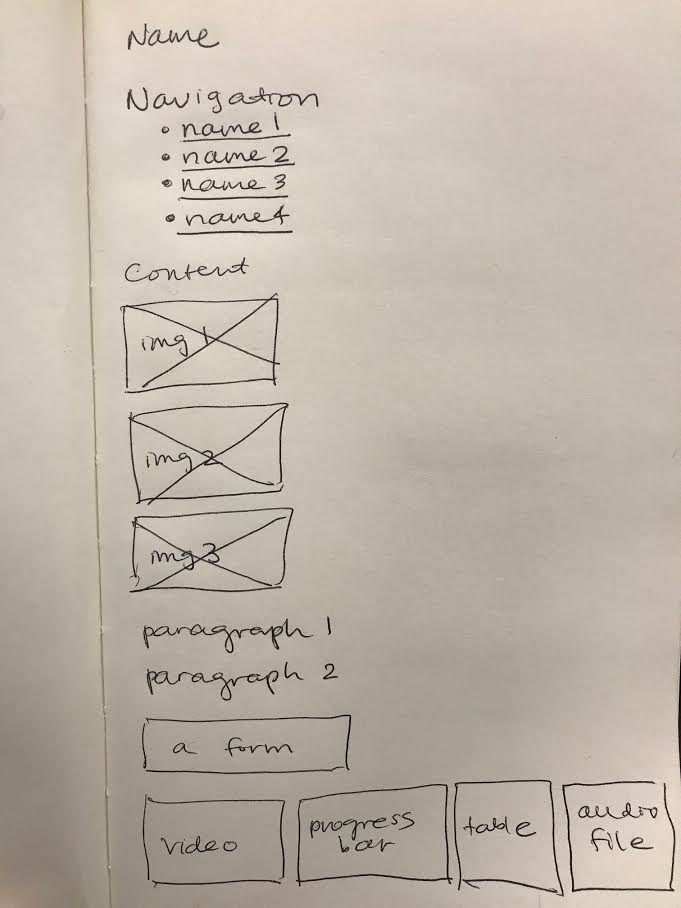 Name
Navigation
• name 1
• name 2
• name 3
• name 4
Content
img 1
img 2
img 3
paragraph 1
paragraph 2
a form
video
progress bar
table
audio file